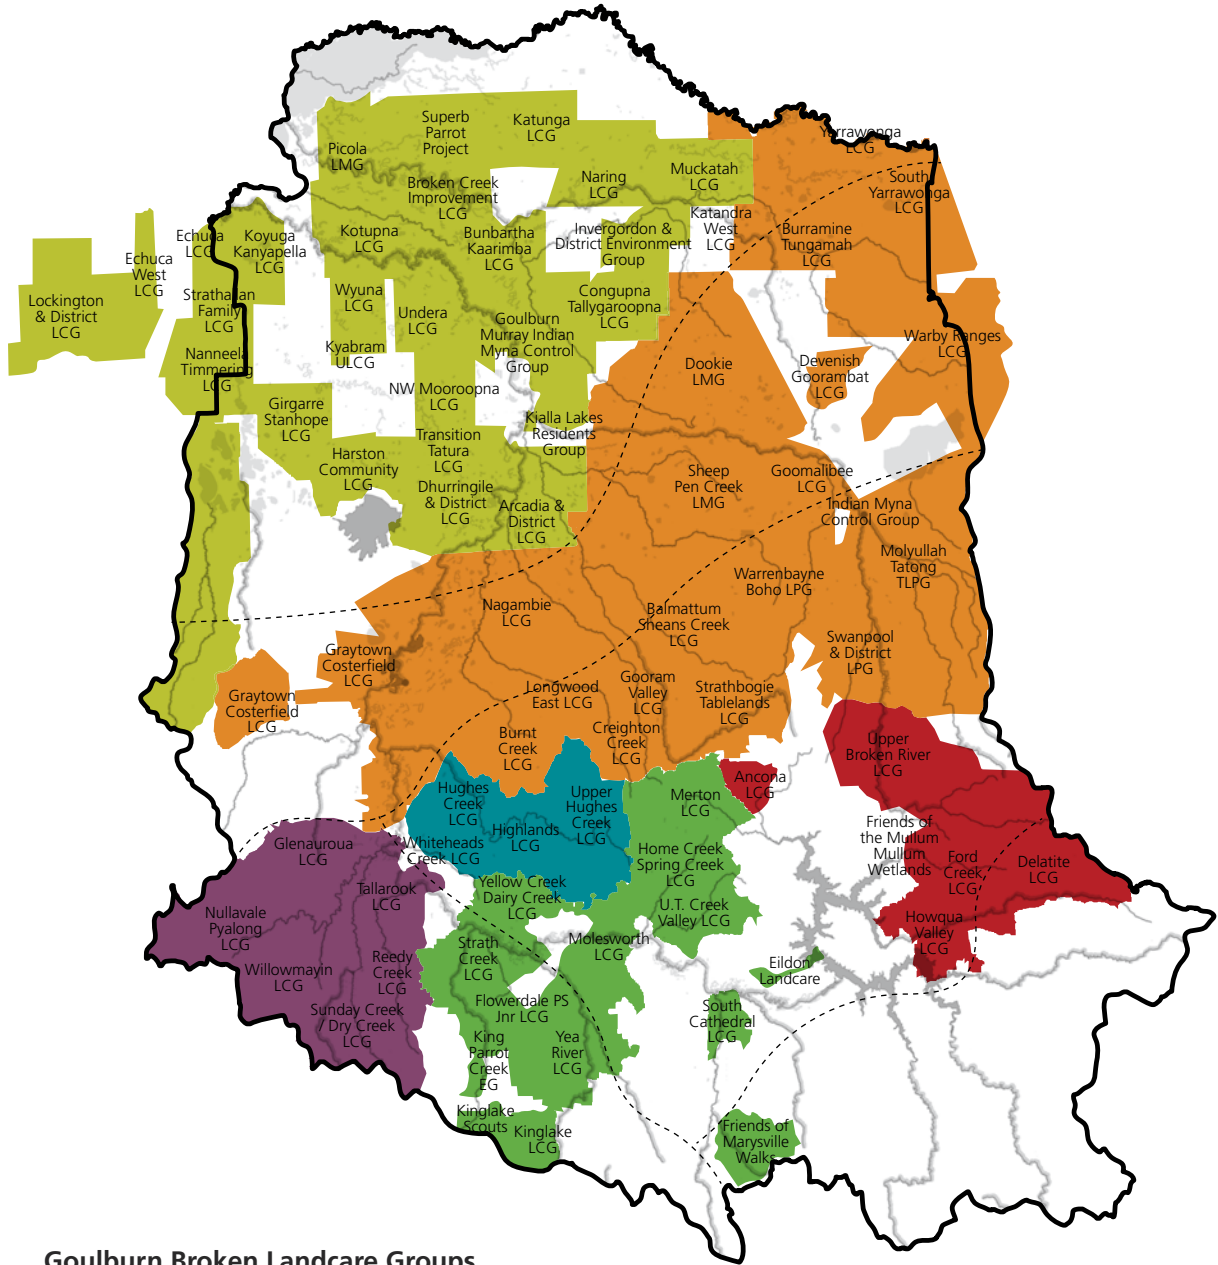 Superb
Parrot
Project
Katunga
LCG
Yarrawonga
LCG
Picola
LMG
Broken Creek
Improvement
LCG
Naring
LCG
Muckatah
LCG
South
Yarrawonga
LCG
Echuca
LCG
Koyuga
Kanyapella
LCG
Kotupna
LCG
Bunbartha
Kaarimba
LCG
Invergordon &
District Environment
Group
Katandra
West
LCG
Burramine
Tungamah
LCG
Echuca
West
LCG
Lockington
& District
LCG
Strathallan
Family
LCG
Wyuna
LCG
Undera
LCG
Goulburn
Murray Indian
Myna Control
Group
Congupna
Tallygaroopna
LCG
Warby Ranges
LCG
Nanneela
Timmering
LCG
Kyabram
ULCG
Dookie
LMG
Devenish
Goorambat
LCG
NW Mooroopna
LCG
Girgarre
Stanhope
LCG
Kialla Lakes
Residents
Group
Transition
Tatura
LCG
Harston
Community
LCG
Dhurringile
& District
LCG
Arcadia &
District
LCG
Sheep
Pen Creek
LMG
Goomalibee
LCG
Indian Myna
Control Group
Molyullah
Tatong
TLPG
Warrenbayne
Boho LPG
Nagambie
LCG
Balmattum
Sheans Creek
LCG
Swanpool
& District
LPG
Graytown
Costerfield
LCG
Graytown
Costerfield
LCG
Longwood
East LCG
Gooram
Valley
LCG
Strathbogie
Tablelands
LCG
Burnt
Creek
LCG
Creighton
Creek
LCG
Upper
Broken River
LCG
Hughes
Creek
LCG
Upper
Hughes
Creek
LCG
Highlands
LCG
Merton
LCG
Ancona
LCG
Glenauroua
LCG
Whiteheads
Creek LCG
Home Creek
Spring Creek
LCG
Friends of
the Mullum
Mullum
Wetlands
Ford
Creek
LCG
Delatite
LCG
Tallarook
LCG
Yellow Creek
Dairy Creek
LCG
U.T. Creek
Valley LCG
Nullavale
Pyalong
LCG
Howqua
Valley
LCG
Strath
Creek
LCG
Molesworth
LCG
Willowmayin
LCG
Reedy
Creek
LCG
Eildon
Landcare
Flowerdale PS
Jnr LCG
Sunday Creek
Dry Creek
LCG
South
Cathedral
LCG
King
Parrot
Creek
EG
Yea
River
LCG
Kinglake
Scouts
Kinglake
LCG
Friends of
Marysville
Walks
Goulburn Broken Landcare Groups